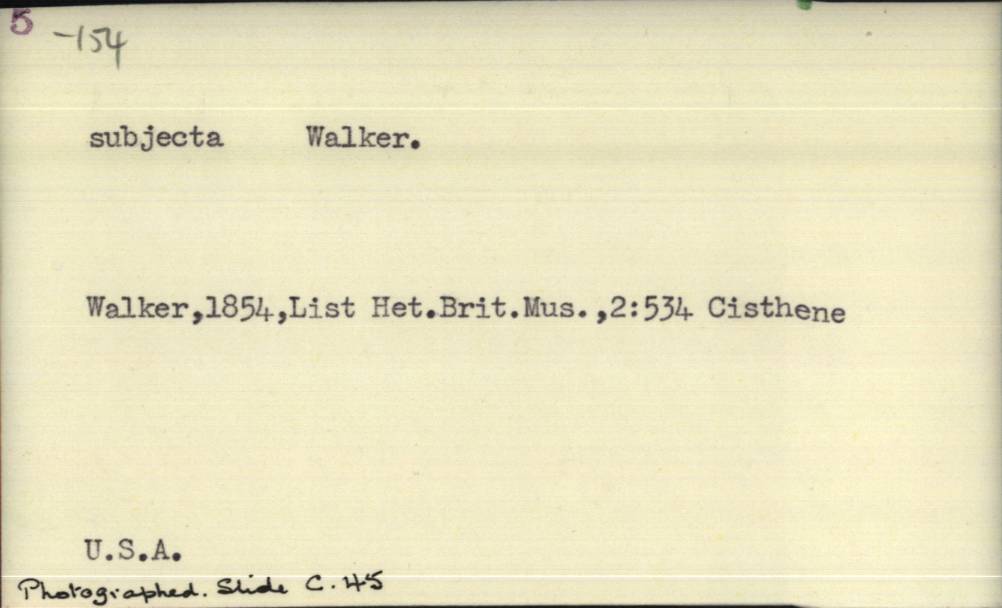 5 -154
subjecta Walker.
Walker,1854,List Het.Brit.Mus.,2:534 Cisthene
U.S.A.
Photographed. Slide C.45